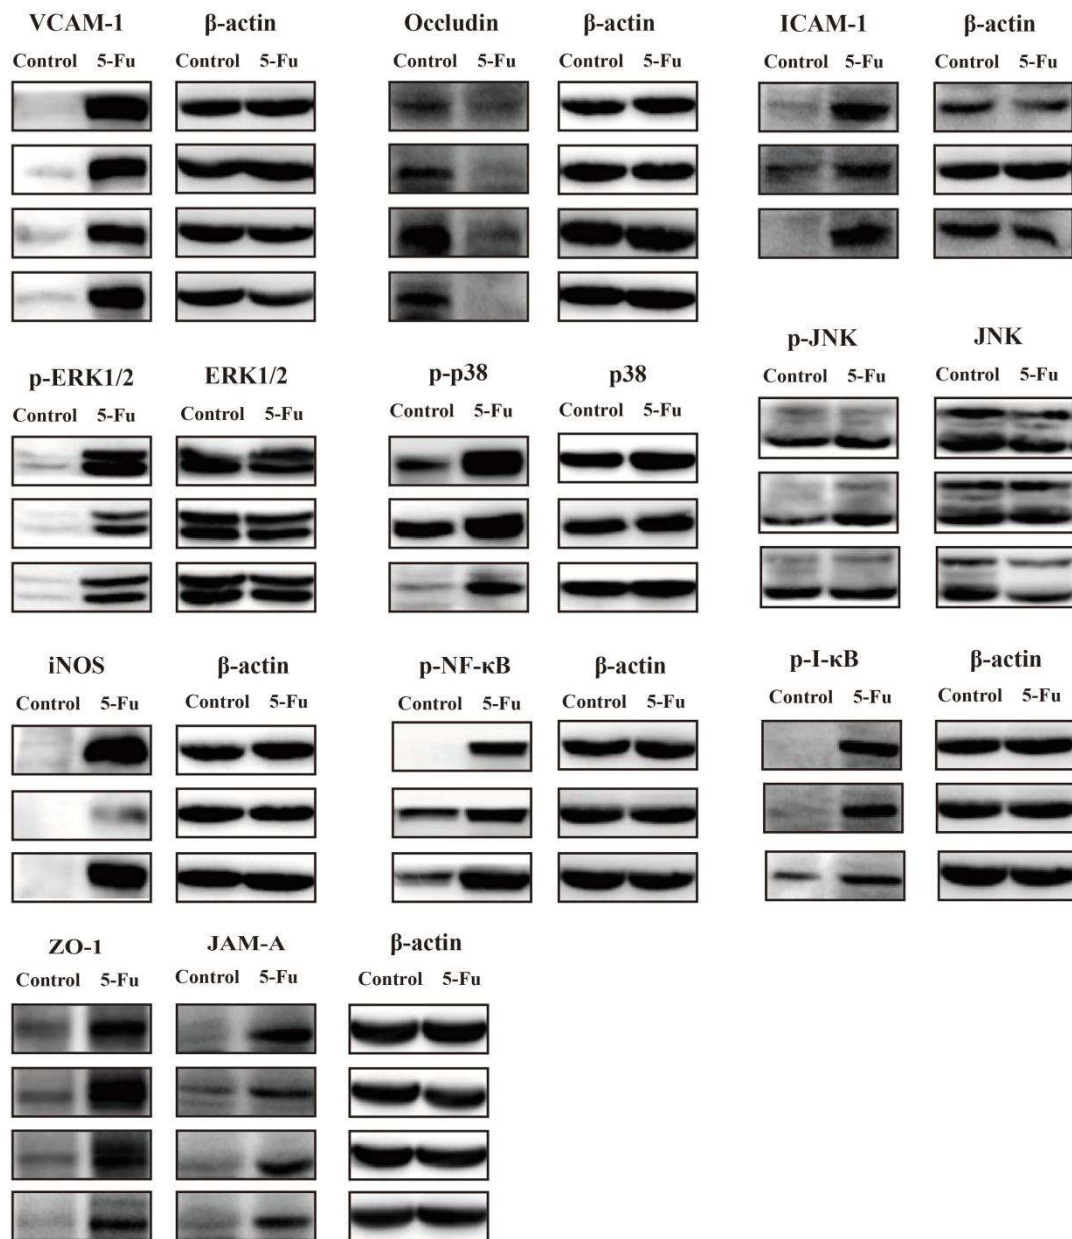 VCAM-1 β-actin Occludin β-actin ICAM-1 β-actin
Control 5-Fu Control 5-Fu Control 5-Fu Control 5-Fu Control 5-Fu Control 5-Fu
p-JNK JNK
p-ERK1/2 ERK1/2 p-p38 p38
Control 5-Fu Control 5-Fu
Control 5-Fu Control 5-Fu Control 5-Fu Control 5-Fu
iNOS β-actin p-NF-κB β-actin p-I-κB β-actin
Control 5-Fu Control 5-Fu Control 5-Fu Control 5-Fu Control 5-Fu Control 5-Fu
ZO-1 JAM-A β-actin
Control 5-Fu Control 5-Fu Control 5-Fu